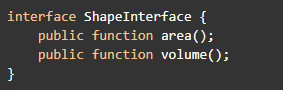 interface ShapeInterface {
    public function area();
    public function volume();
}